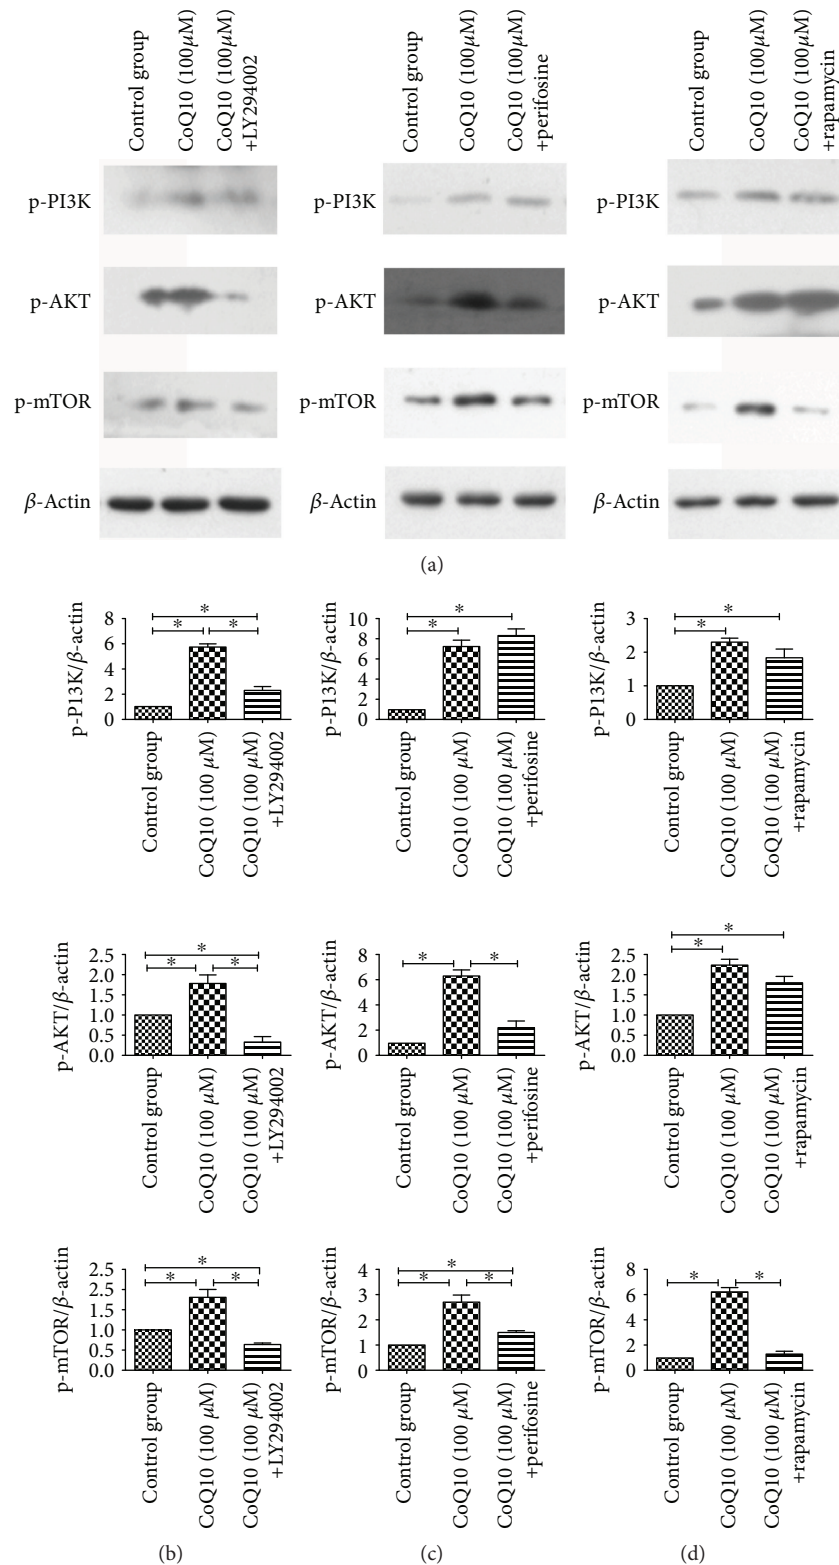 Control group
CoQ10 (100μM)
CoQ10 (100μM)
+LY294002
Control group
CoQ10 (100μM)
CoQ10 (100μM)
+perifosine
Control group
CoQ10 (100μM)
CoQ10 (100μM)
+rapamycin
p-PI3K
p-PI3K
p-PI3K
p-AKT
p-AKT
p-AKT
p-mTOR
p-mTOR
p-mTOR
β-Actin
β-Actin
β-Actin
(a)
p-P13K/β-actin
8
6
4
2
0
* * *
Control group
CoQ10 (100 μM)
CoQ10 (100 μM)
+LY294002
p-P13K/β-actin
10
8
6
4
2
0
* *
Control group
CoQ10 (100 μM)
CoQ10 (100 μM)
+perifosine
p-P13K/β-actin
3
2
1
0
* *
Control group
CoQ10 (100 μM)
CoQ10 (100 μM)
+rapamycin
p-AKT/β-actin
2.5
2.0
1.5
1.0
0.5
0.0
* * *
Control group
CoQ10 (100 μM)
CoQ10 (100 μM)
+LY294002
p-AKT/β-actin
8
6
4
2
0
* *
Control group
CoQ10 (100 μM)
CoQ10 (100 μM)
+perifosine
p-AKT/β-actin
2.5
2.0
1.5
1.0
0.5
0.0
* *
Control group
CoQ10 (100 μM)
CoQ10 (100 μM)
+rapamycin
p-mTOR/β-actin
2.5
1.0
0.5
0.0
* * *
Control group
CoQ10 (100 μM)
CoQ10 (100 μM)
+LY294002
p-mTOR/β-actin
4
3
2
1
0
* * *
Control group
CoQ10 (100 μM)
CoQ10 (100 μM)
+perifosine
p-mTOR/β-actin
8
6
4
2
0
* *
Control group
CoQ10 (100 μM)
CoQ10 (100 μM)
+rapamycin
(b)
(c)
(d)